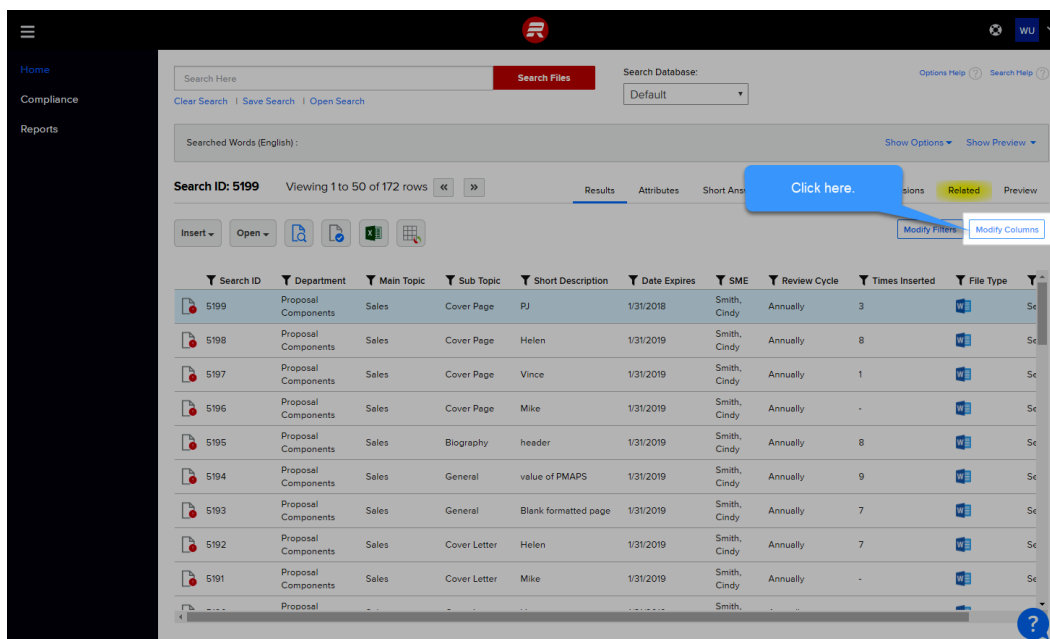 WU
Home
Compliance
Reports
Search Here
Search Files
Search Database:
Default
Options Help ?
Search Help ?
Clear Search | Save Search | Open Search
Searched Words (English) :
Show Options
Show Preview
Search ID: 5199
Viewing 1 to 50 of 172 rows « »
Results
Attributes
Short Ans
Click here.
sions
Related
Preview
Insert
Open
Modify Filters
Modify Columns
Search ID Department Main Topic Sub Topic Short Description Date Expires SME Review Cycle Times Inserted File Type
5199 Proposal Components Sales Cover Page PJ 1/31/2018 Smith, Cindy Annually 3 Se
5198 Proposal Components Sales Cover Page Helen 1/31/2019 Smith, Cindy Annually 8 Se
5197 Proposal Components Sales Cover Page Vince 1/31/2019 Smith, Cindy Annually 1 Se
5196 Proposal Components Sales Cover Page Mike 1/31/2019 Smith, Cindy Annually - Se
5195 Proposal Components Sales Biography header 1/31/2019 Smith, Cindy Annually 8 Se
5194 Proposal Components Sales General value of PMAPS 1/31/2019 Smith, Cindy Annually 9 Se
5193 Proposal Components Sales General Blank formatted page 1/31/2019 Smith, Cindy Annually 7 Se
5192 Proposal Components Sales Cover Letter Helen 1/31/2019 Smith, Cindy Annually 7 Se
5191 Proposal Components Sales Cover Letter Mike 1/31/2019 Smith, Cindy Annually - Se
Proposal Smith,
?